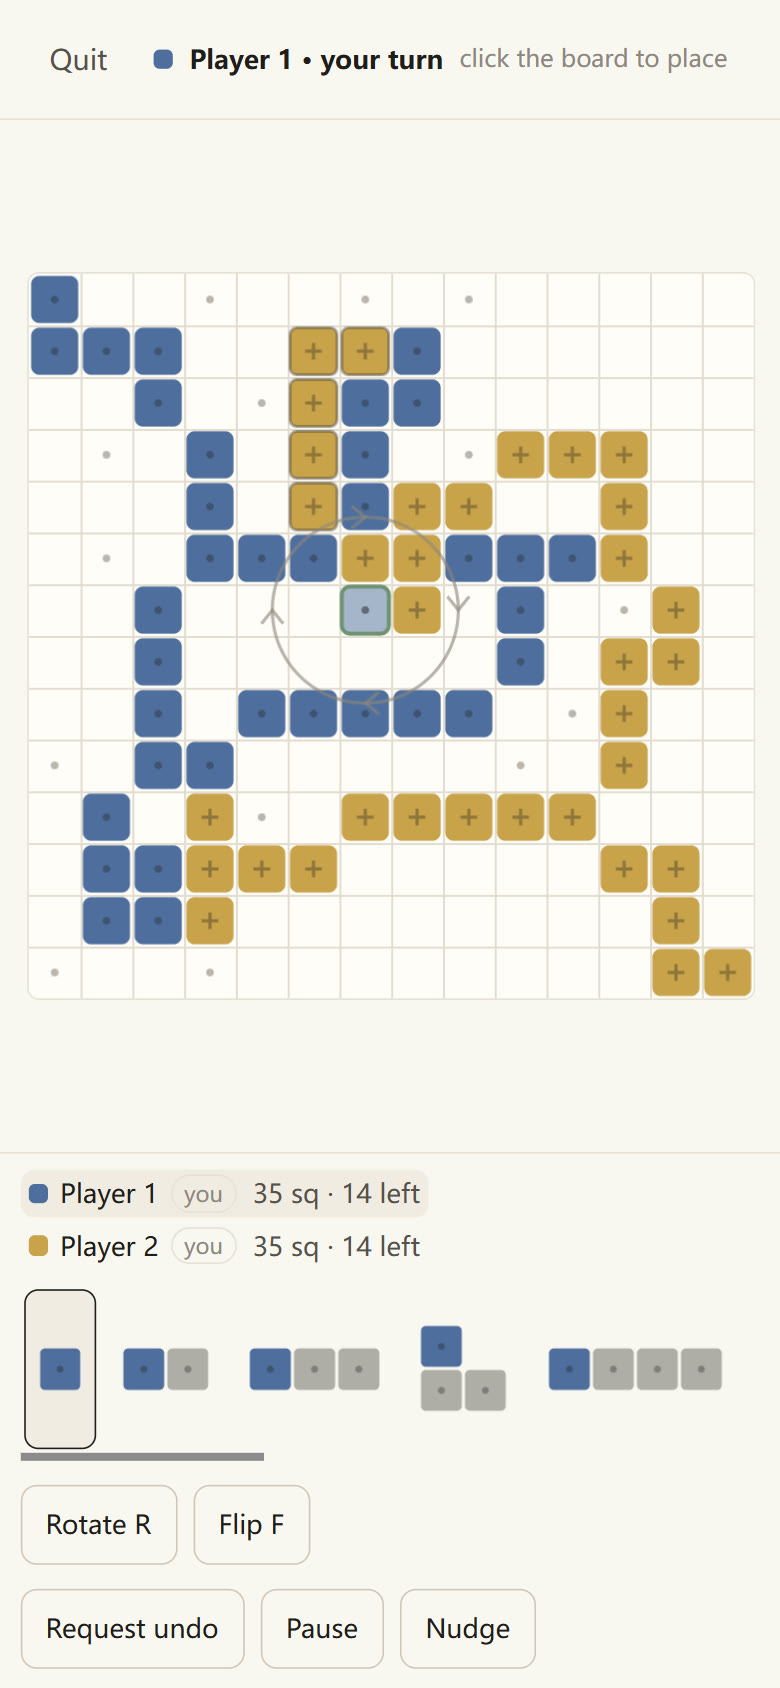 Quit Player 1 • your turn click the board to place
Player 1 you 35 sq · 14 left
Player 2 you 35 sq · 14 left
Rotate R Flip F
Request undo Pause Nudge